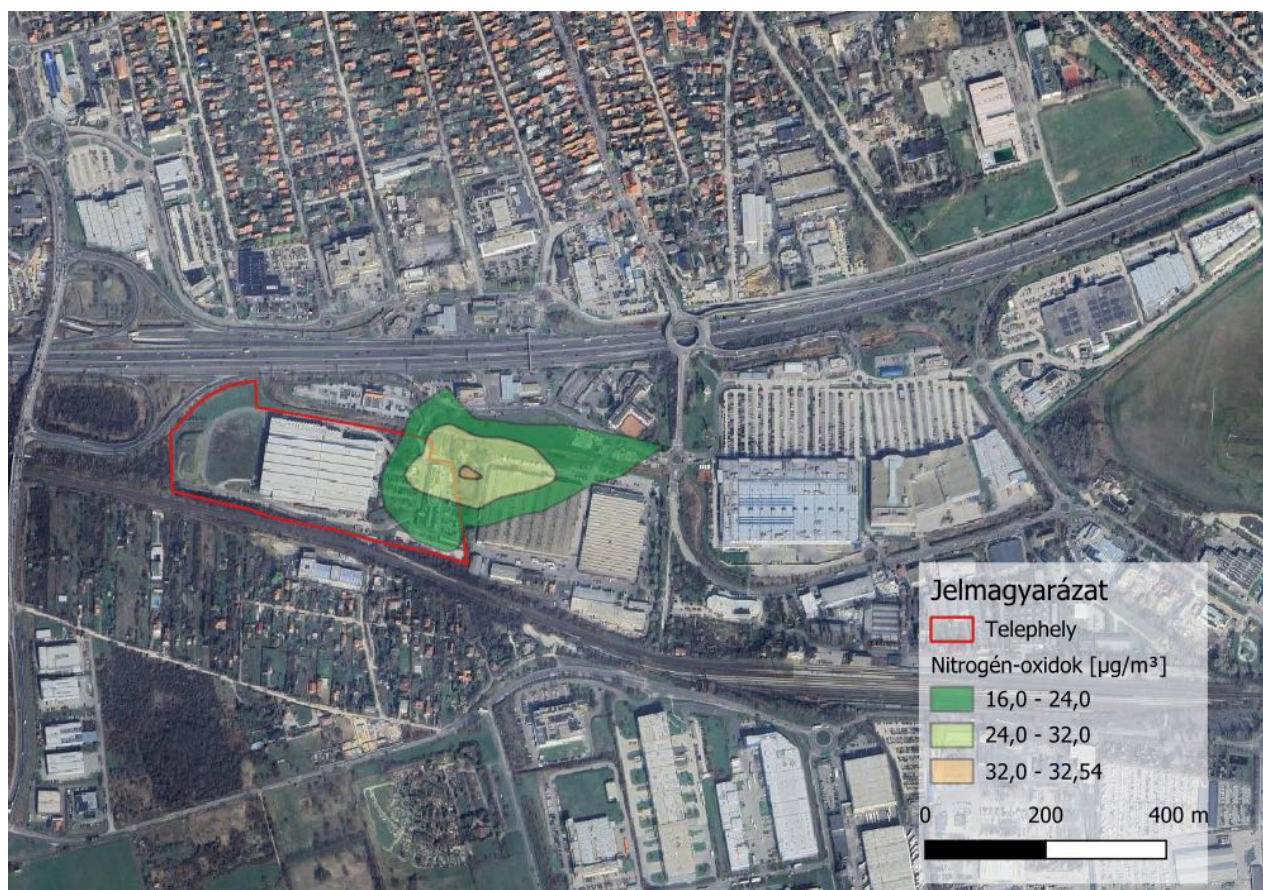 Jelmagyarázat
Telephely
Nitrogén-oxidok [µg/m³]
16,0 - 24,0
24,0 - 32,0
32,0 - 32,54
0 200 400 m